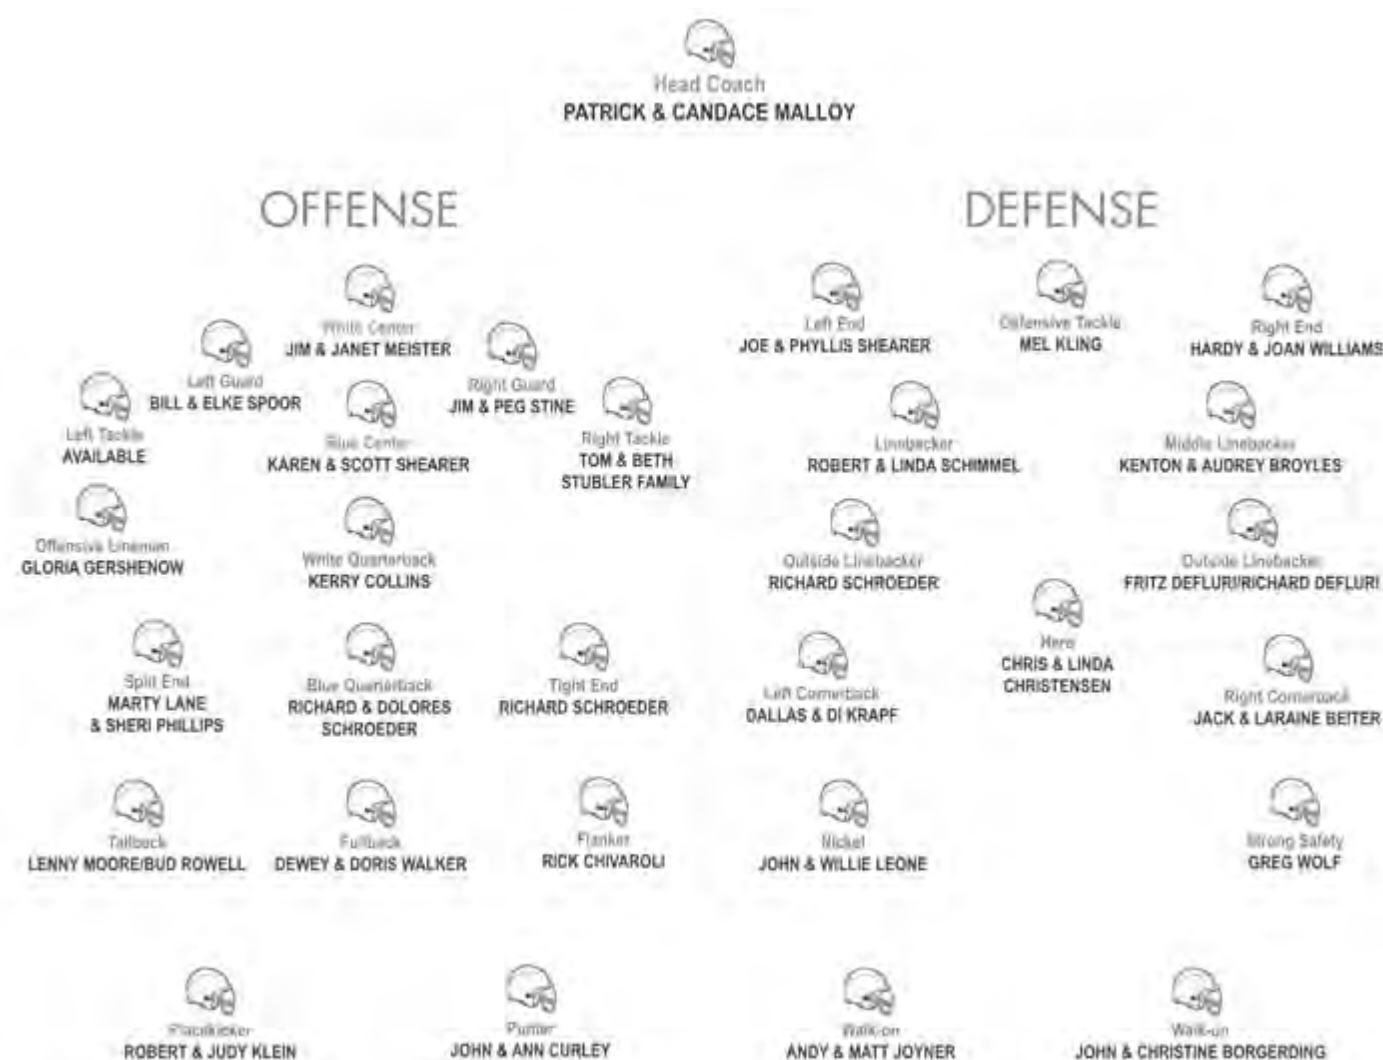 Head Coach
PATRICK & CANDACE MALLOY
OFFENSE
White Center
JIM & JANET MEISTER
Left Guard
BILL & ELKE SPOOR
Right Guard
JIM & PEG STINE
Left Tackle
AVAILABLE
Blue Center
KAREN & SCOTT SHEARER
Right Tackle
TOM & BETH
STUBLER FAMILY
Offensive Lineman
GLORIA GERSHENOW
White Quarterback
KERRY COLLINS
Split End
MARTY LANE
& SHERI PHILLIPS
Blue Quarterback
RICHARD & DOLORES
SCHROEDER
Tight End
RICHARD SCHROEDER
Tailback
LENNY MOORE/BUD ROWELL
Fullback
DEWEY & DORIS WALKER
Flanker
RICK CHIVAROLI
DEFENSE
Left End
JOE & PHYLLIS SHEARER
Tackle
MEL KLING
Right End
HARDY & JOAN WILLIAMS
Linebacker
ROBERT & LINDA SCHIMMEL
Middle Linebacker
KENTON & AUDREY BROYLES
Outside Linebacker
RICHARD SCHROEDER
Outside Linebacker
FRITZ DEFLURI/RICHARD DEFLURI
Hero
CHRIS & LINDA
CHRISTENSEN
Left Cornerback
DALLAS & DI KRAPF
Right Cornerback
JACK & LARAINE BEITER
Nickel
JOHN & WILLIE LEONE
Strong Safety
GREG WOLF
Placekicker
ROBERT & JUDY KLEIN
Punter
JOHN & ANN CURLEY
Walk-on
ANDY & MATT JOYNER
Walk-on
JOHN & CHRISTINE BORGERDING